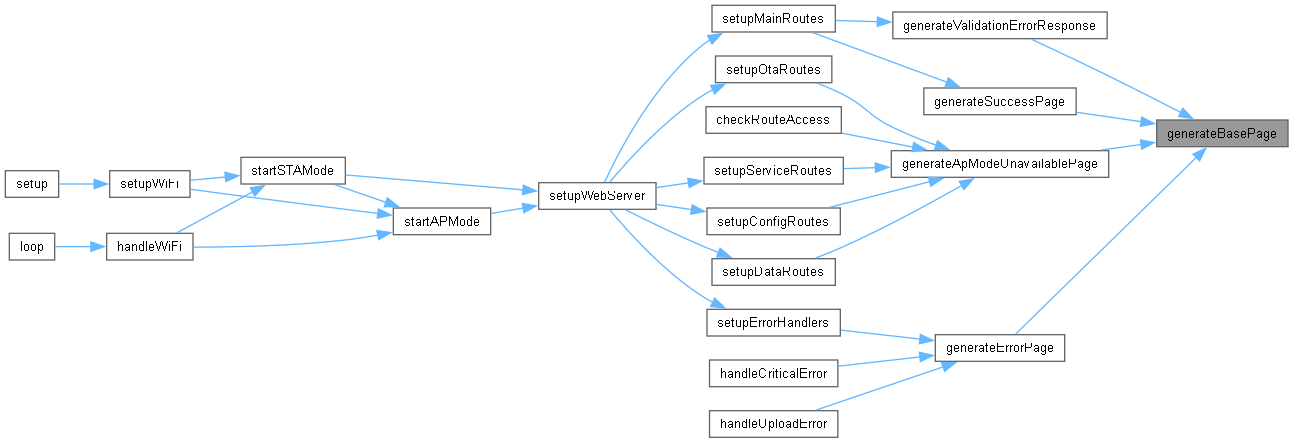 setupMainRoutes
generateValidationErrorResponse
setupOtaRoutes
generateSuccessPage
checkRouteAccess
generateBasePage
generateApModeUnavailablePage
startSTAMode
setupServiceRoutes
setup
setupWiFi
setupWebServer
startAPMode
setupConfigRoutes
loop
handleWiFi
setupDataRoutes
setupErrorHandlers
generateErrorPage
handleCriticalError
handleUploadError